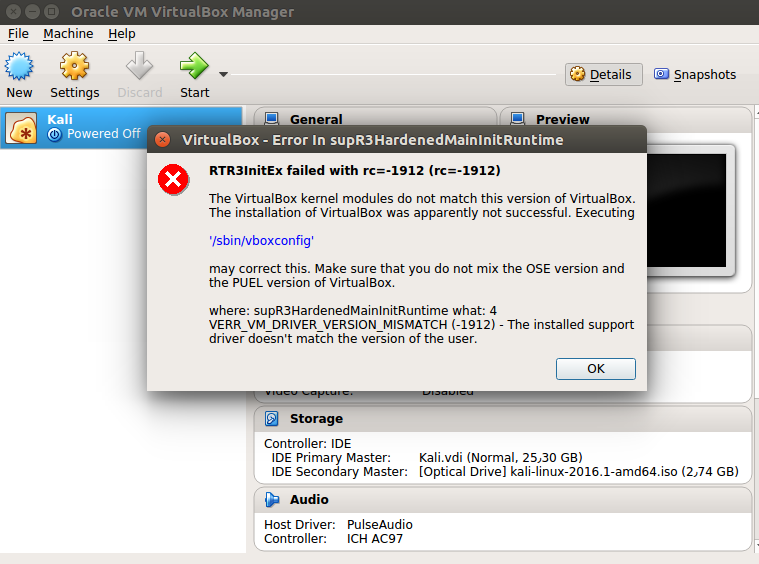 Oracle VM VirtualBox Manager
File Machine Help
New Settings Discard Start Details Snapshots
Kali
Powered Off
General Preview
VirtualBox - Error In supR3HardenedMainInitRuntime
RTR3InitEx failed with rc=-1912 (rc=-1912)
The VirtualBox kernel modules do not match this version of VirtualBox.
The installation of VirtualBox was apparently not successful. Executing
'/sbin/vboxconfig'
may correct this. Make sure that you do not mix the OSE version and
the PUEL version of VirtualBox.
where: supR3HardenedMainInitRuntime what: 4
VERR_VM_DRIVER_VERSION_MISMATCH (-1912) - The installed support
driver doesn't match the version of the user.
OK
Video Capture: Disabled
Storage
Controller: IDE
IDE Primary Master: Kali.vdi (Normal, 25,30 GB)
IDE Secondary Master: [Optical Drive] kali-linux-2016.1-amd64.iso (2,74 GB)
Audio
Host Driver: PulseAudio
Controller: ICH AC97